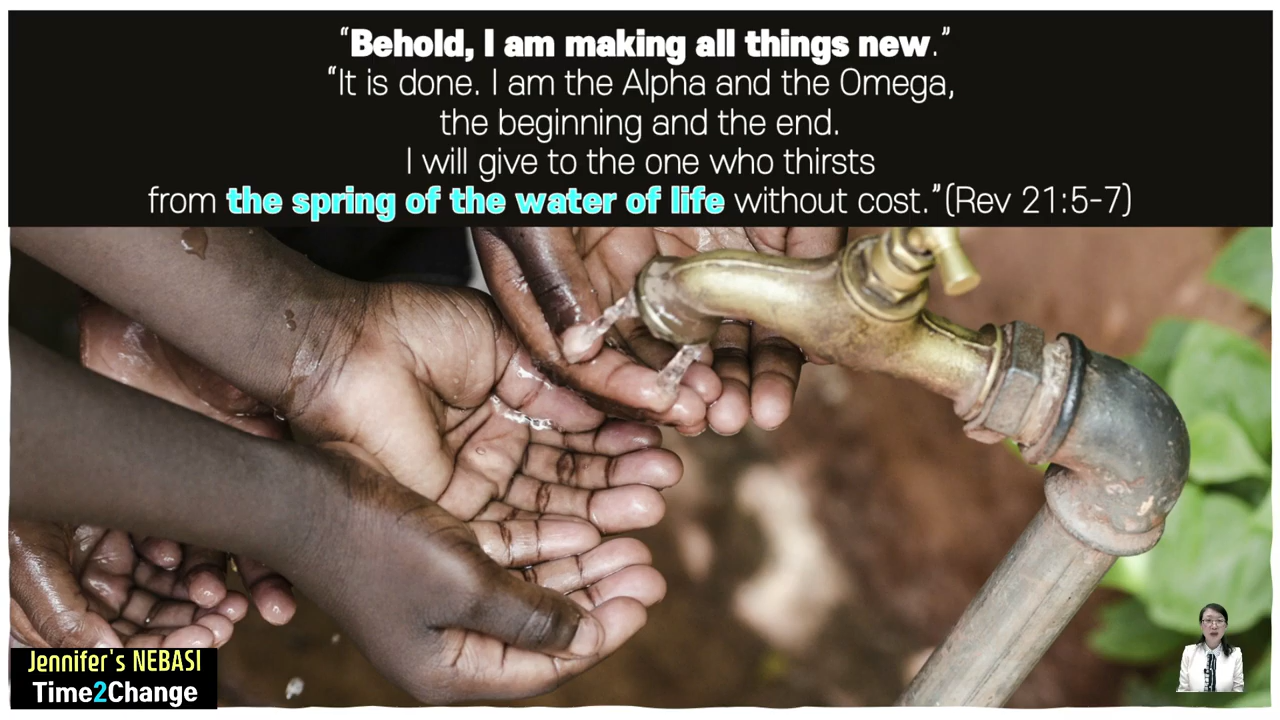 “Behold, I am making all things new.”
“It is done. I am the Alpha and the Omega,
the beginning and the end.
I will give to the one who thirsts
from the spring of the water of life without cost.”(Rev 21:5-7)
Jennifer's NEBASI
Time2Change